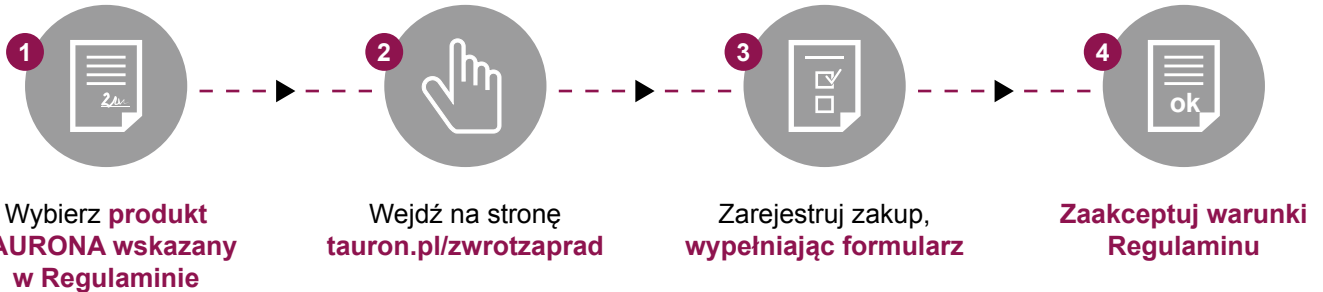 1
2
3
4
ok
Wybierz produkt
AURONA wskazany
w Regulaminie
Wejdź na stronę
tauron.pl/zwrotzaprad
Zarejestruj zakup,
wypełniając formularz
Zaakceptuj warunki
Regulaminu